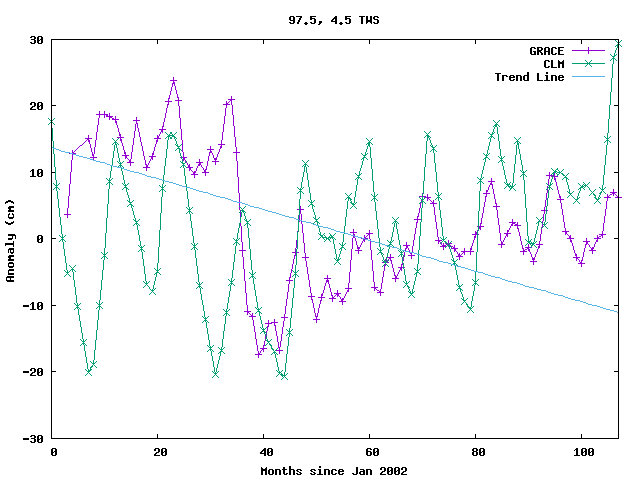 97.5, 4.5 TWS
GRACE
CLM
Trend Line
30
20
10
0
-10
-20
-30
Anomaly (cm)
0 20 40 60 80 100
Months since Jan 2002